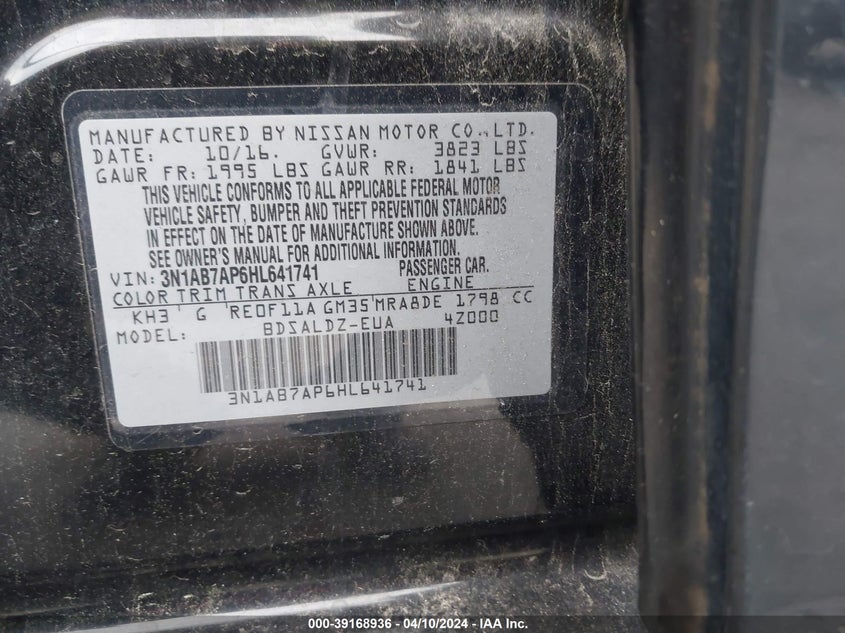 MANUFACTURED BY NISSAN MOTOR CO.,LTD.
DATE: 10/16. GVWR: 3823 LBS
GAWR FR: 1995 LBS GAWR RR: 1841 LBS
THIS VEHICLE CONFORMS TO ALL APPLICABLE FEDERAL MOTOR
VEHICLE SAFETY, BUMPER AND THEFT PREVENTION STANDARDS
IN EFFECT ON THE DATE OF MANUFACTURE SHOWN ABOVE.
SEE OWNER'S MANUAL FOR ADDITIONAL INFORMATION.
VIN: 3N1AB7AP6HL641741 PASSENGER CAR.
COLOR TRIM TRANS AXLE ENGINE
KH3 G RE0F11A GM35 MRA8DE 1798 CC
MODEL: BDSALDZ-EUA 4Z000
3N1AB7AP6HL641741
000-39168936 - 04/10/2024 - IAA Inc.